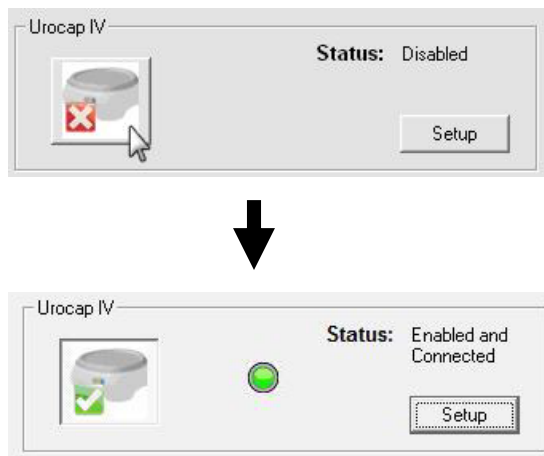 Urocap IV
Status: Disabled
Setup
Urocap IV
Status: Enabled and
Connected
Setup